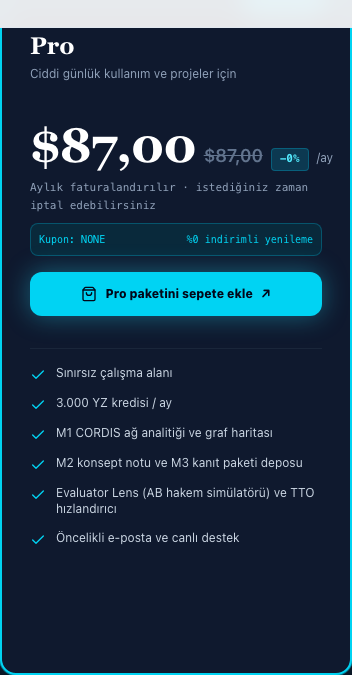 Pro
Ciddi günlük kullanım ve projeler için
$87,00 $87,00 −0% /ay
Aylık faturalandırılır · istediğiniz zaman
iptal edebilirsiniz
Kupon: NONE %0 indirimli yenileme
Pro paketini sepete ekle ↗
Sınırsız çalışma alanı
3.000 YZ kredisi / ay
M1 CORDIS ağ analitiği ve graf haritası
M2 konsept notu ve M3 kanıt paketi deposu
Evaluator Lens (AB hakem simülatörü) ve TTO
hızlandırıcı
Öncelikli e-posta ve canlı destek